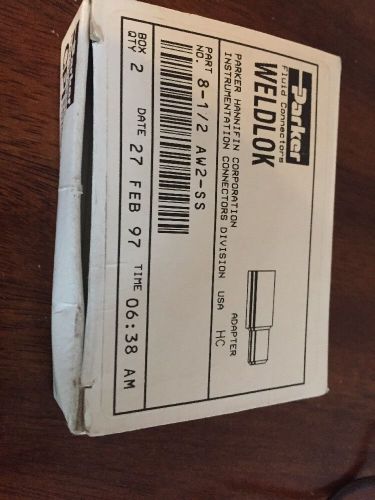 Parker
Fluid Connectors
WELDLOK
PARKER HANNIFIN CORPORATION
INSTRUMENTATION CONNECTORS DIVISION USA
ADAPTER
HC
PART NO. 8-1/2 AW2-SS
BOX QTY 2 DATE 27 FEB 97 TIME 06:38 AM